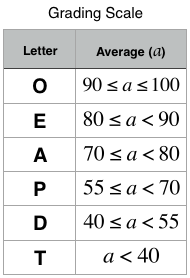 Grading Scale
Letter Average (a)
O 90 ≤ a ≤ 100
E 80 ≤ a < 90
A 70 ≤ a < 80
P 55 ≤ a < 70
D 40 ≤ a < 55
T a < 40